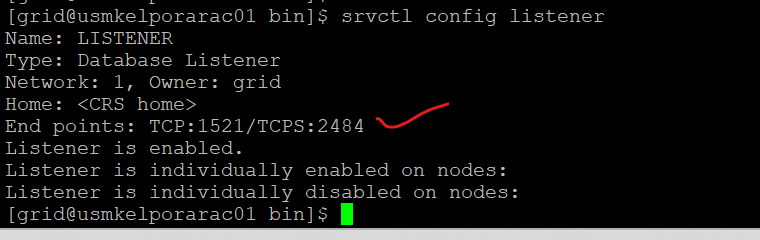 [grid@usmkelporarac01 bin]$ srvctl config listener
Name: LISTENER
Type: Database Listener
Network: 1, Owner: grid
Home: <CRS home>
End points: TCP:1521/TCPS:2484
Listener is enabled.
Listener is individually enabled on nodes:
Listener is individually disabled on nodes:
[grid@usmkelporarac01 bin]$